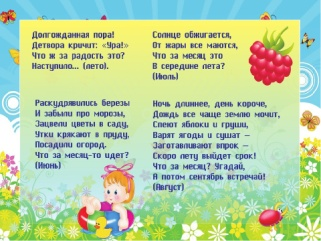 Долгожданная пора!
Детвора кричит: «Ура!»
Что ж за радость это?
Наступило... (лето).
Солнце обжигается,
От жары все маются,
Что за месяц это
В середине лета?
(Июль)
Раскудрявились березы
И забыли про морозы,
Зацвели цветы в саду,
Утки крякают в пруду,
Посадили огород.
Что за месяц-то идет?
(Июнь)
Ночь длиннее, день короче,
Дождь все чаще землю мочит,
Спеют яблоки и груши,
Варят ягоды и сушат –
Заготавливают впрок –
Скоро лету выйдет срок!
Что за месяц? Угадай,
А потом сентябрь встречай!
(Август)